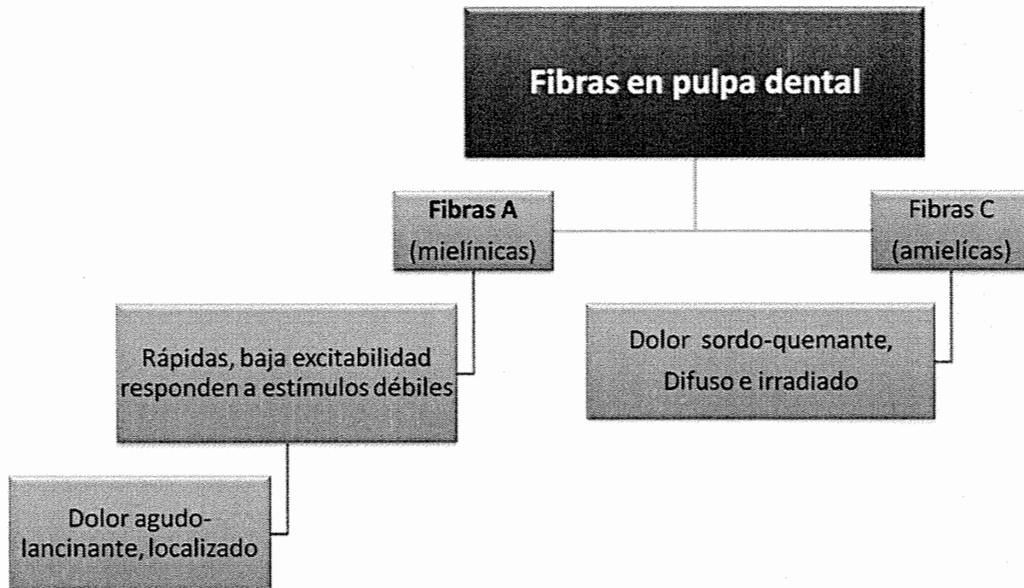 Fibras en pulpa dental
Fibras A
(mielínicas)
Fibras C
(amielícas)
Rápidas, baja excitabilidad
responden a estímulos débiles
Dolor sordo-quemante,
Difuso e irradiado
Dolor agudo-
lancinante, localizado